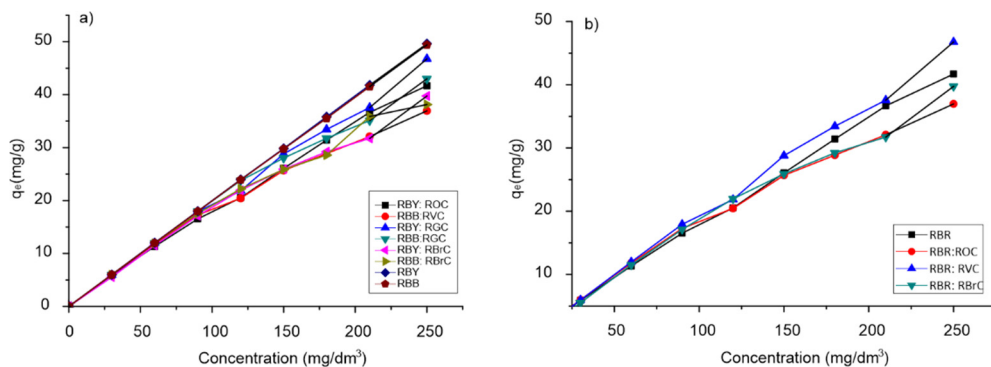 a)
qe(mg/g)
50
40
30
20
10
0
0
50
100
150
200
250
Concentration (mg/dm³)
RBY: ROC
RBB:RVC
RBY: RGC
RBB:RGC
RBY: RBrC
RBB: RBrC
RBY
RBB
b)
qe(mg/g)
50
40
30
20
10
50
100
150
200
250
Concentration (mg/dm³)
RBR
RBR:ROC
RBR: RVC
RBR: RBrC